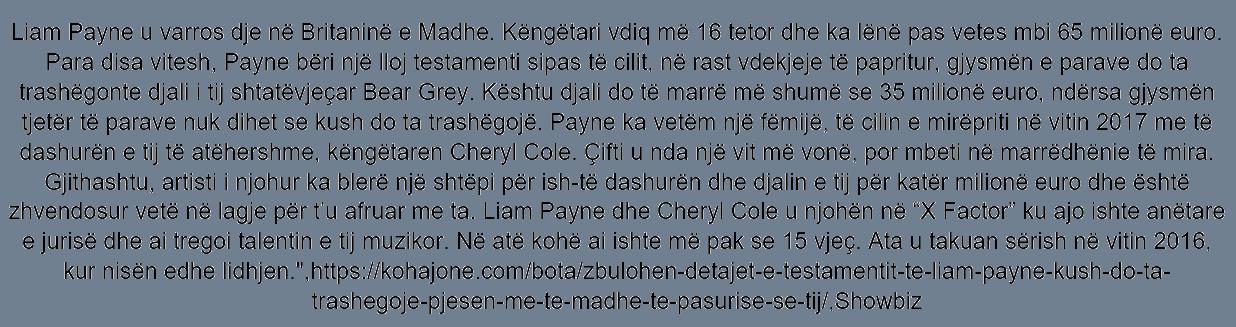 Liam Payne u varros dje në Britaninë e Madhe. Këngëtari vdiq më 16 tetor dhe ka lënë pas vetes mbi 65 milionë euro.
Para disa vitesh, Payne bëri një lloj testamenti sipas të cilit, në rast vdekjeje të papritur, gjysmën e parave do ta
trashëgonte djali i tij shtatëvjeçar Bear Grey. Kështu djali do të marrë më shumë se 35 milionë euro, ndërsa gjysmën
tjetër të parave nuk dihet se kush do ta trashëgojë. Payne ka vetëm një fëmijë, të cilin e mirëpriti në vitin 2017 me të
dashurën e tij të atëhershme, këngëtaren Cheryl Cole. Çifti u nda një vit më vonë, por mbeti në marrëdhënie të mira.
Gjithashtu, artisti i njohur ka blerë një shtëpi për ish-të dashurën dhe djalin e tij për katër milionë euro dhe është
zhvendosur vetë në lagje për t'u afruar me ta. Liam Payne dhe Cheryl Cole u njohën në “X Factor” ku ajo ishte anëtare
e jurisë dhe ai tregoi talentin e tij muzikor. Në atë kohë ai ishte më pak se 15 vjeç. Ata u takuan sërish në vitin 2016,
kur nisën edhe lidhjen.",https://kohajone.com/bota/zbulohen-detajet-e-testamentit-te-liam-payne-kush-do-ta-
trashegoje-pjesen-me-te-madhe-te-pasurise-se-tij/,Showbiz